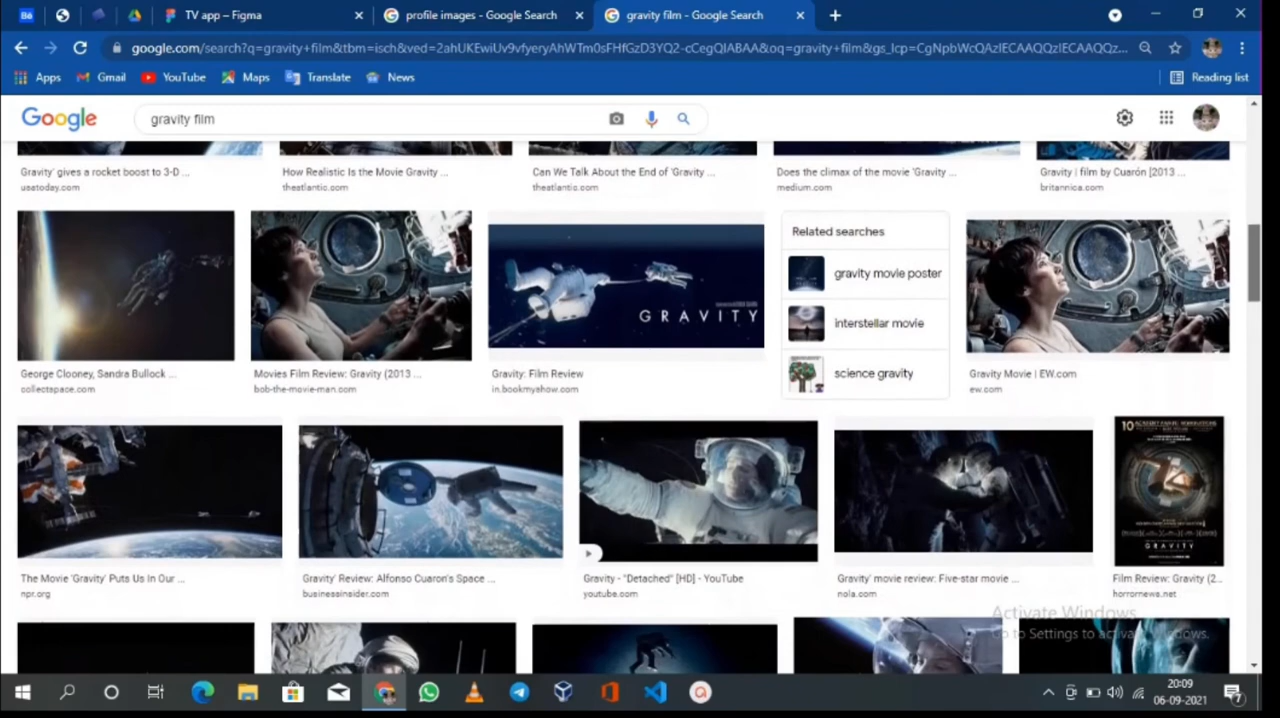 TV app – Figma
profile images - Google Search
gravity film - Google Search
google.com/search?q=gravity+film&tbm=isch&ved=2ahUKEwiUv9vfyeryAhWTm0sFHfGzD3YQ2-cCegQIABAA&oq=gravity+film&gs_lcp=CgNpbWcQAzIECAAQQzIECAAQQz...
Apps
Gmail
YouTube
Maps
Translate
News
Reading list
Google
gravity film
Gravity' gives a rocket boost to 3-D ...
usatoday.com
How Realistic Is the Movie Gravity ...
theatlantic.com
Can We Talk About the End of 'Gravity ...
theatlantic.com
Does the climax of the movie 'Gravity ...
medium.com
Gravity | film by Cuarón [2013 ...
britannica.com
GRAVITY
Related searches
gravity movie poster
interstellar movie
science gravity
George Clooney, Sandra Bullock ...
collectspace.com
Movies Film Review: Gravity (2013 ...
bob-the-movie-man.com
Gravity: Film Review
in.bookmyshow.com
Gravity Movie | EW.com
ew.com
10 ACADEMY AWARD NOMINATIONS
GRAVITY
The Movie 'Gravity' Puts Us In Our ...
npr.org
Gravity' Review: Alfonso Cuaron's Space ...
businessinsider.com
Gravity - "Detached" [HD] - YouTube
youtube.com
Gravity' movie review: Five-star movie ...
nola.com
Film Review: Gravity (2...
horrornews.net
Activate Windows
Go to Settings to activate Windows.
20:09
06-09-2021
7